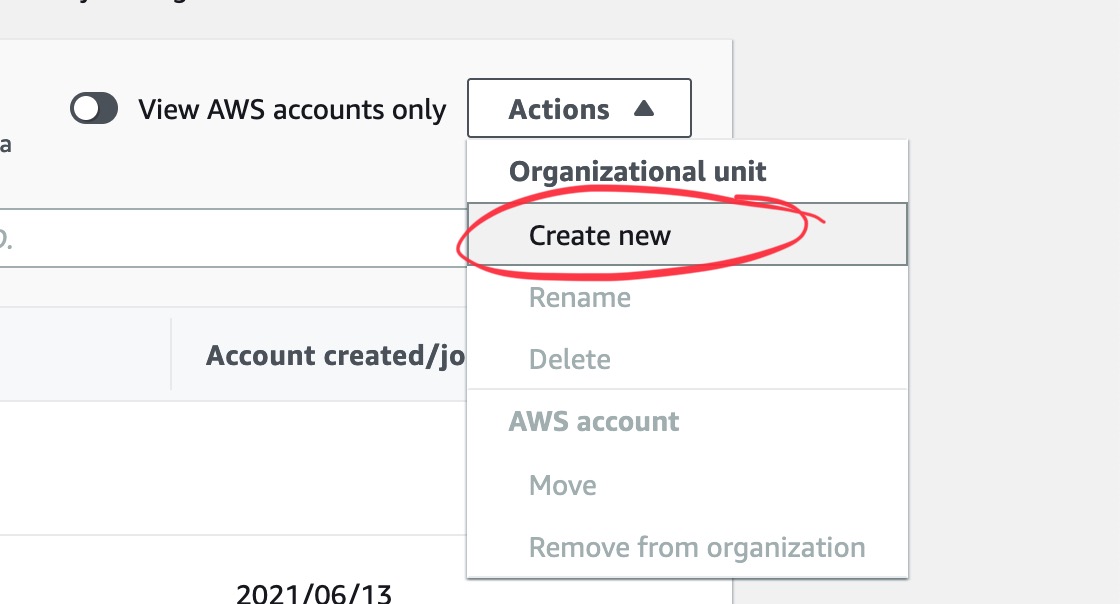 View AWS accounts only
Actions
a
Organizational unit
Create new
Rename
Account created/jo
Delete
AWS account
Move
Remove from organization
2021/06/13